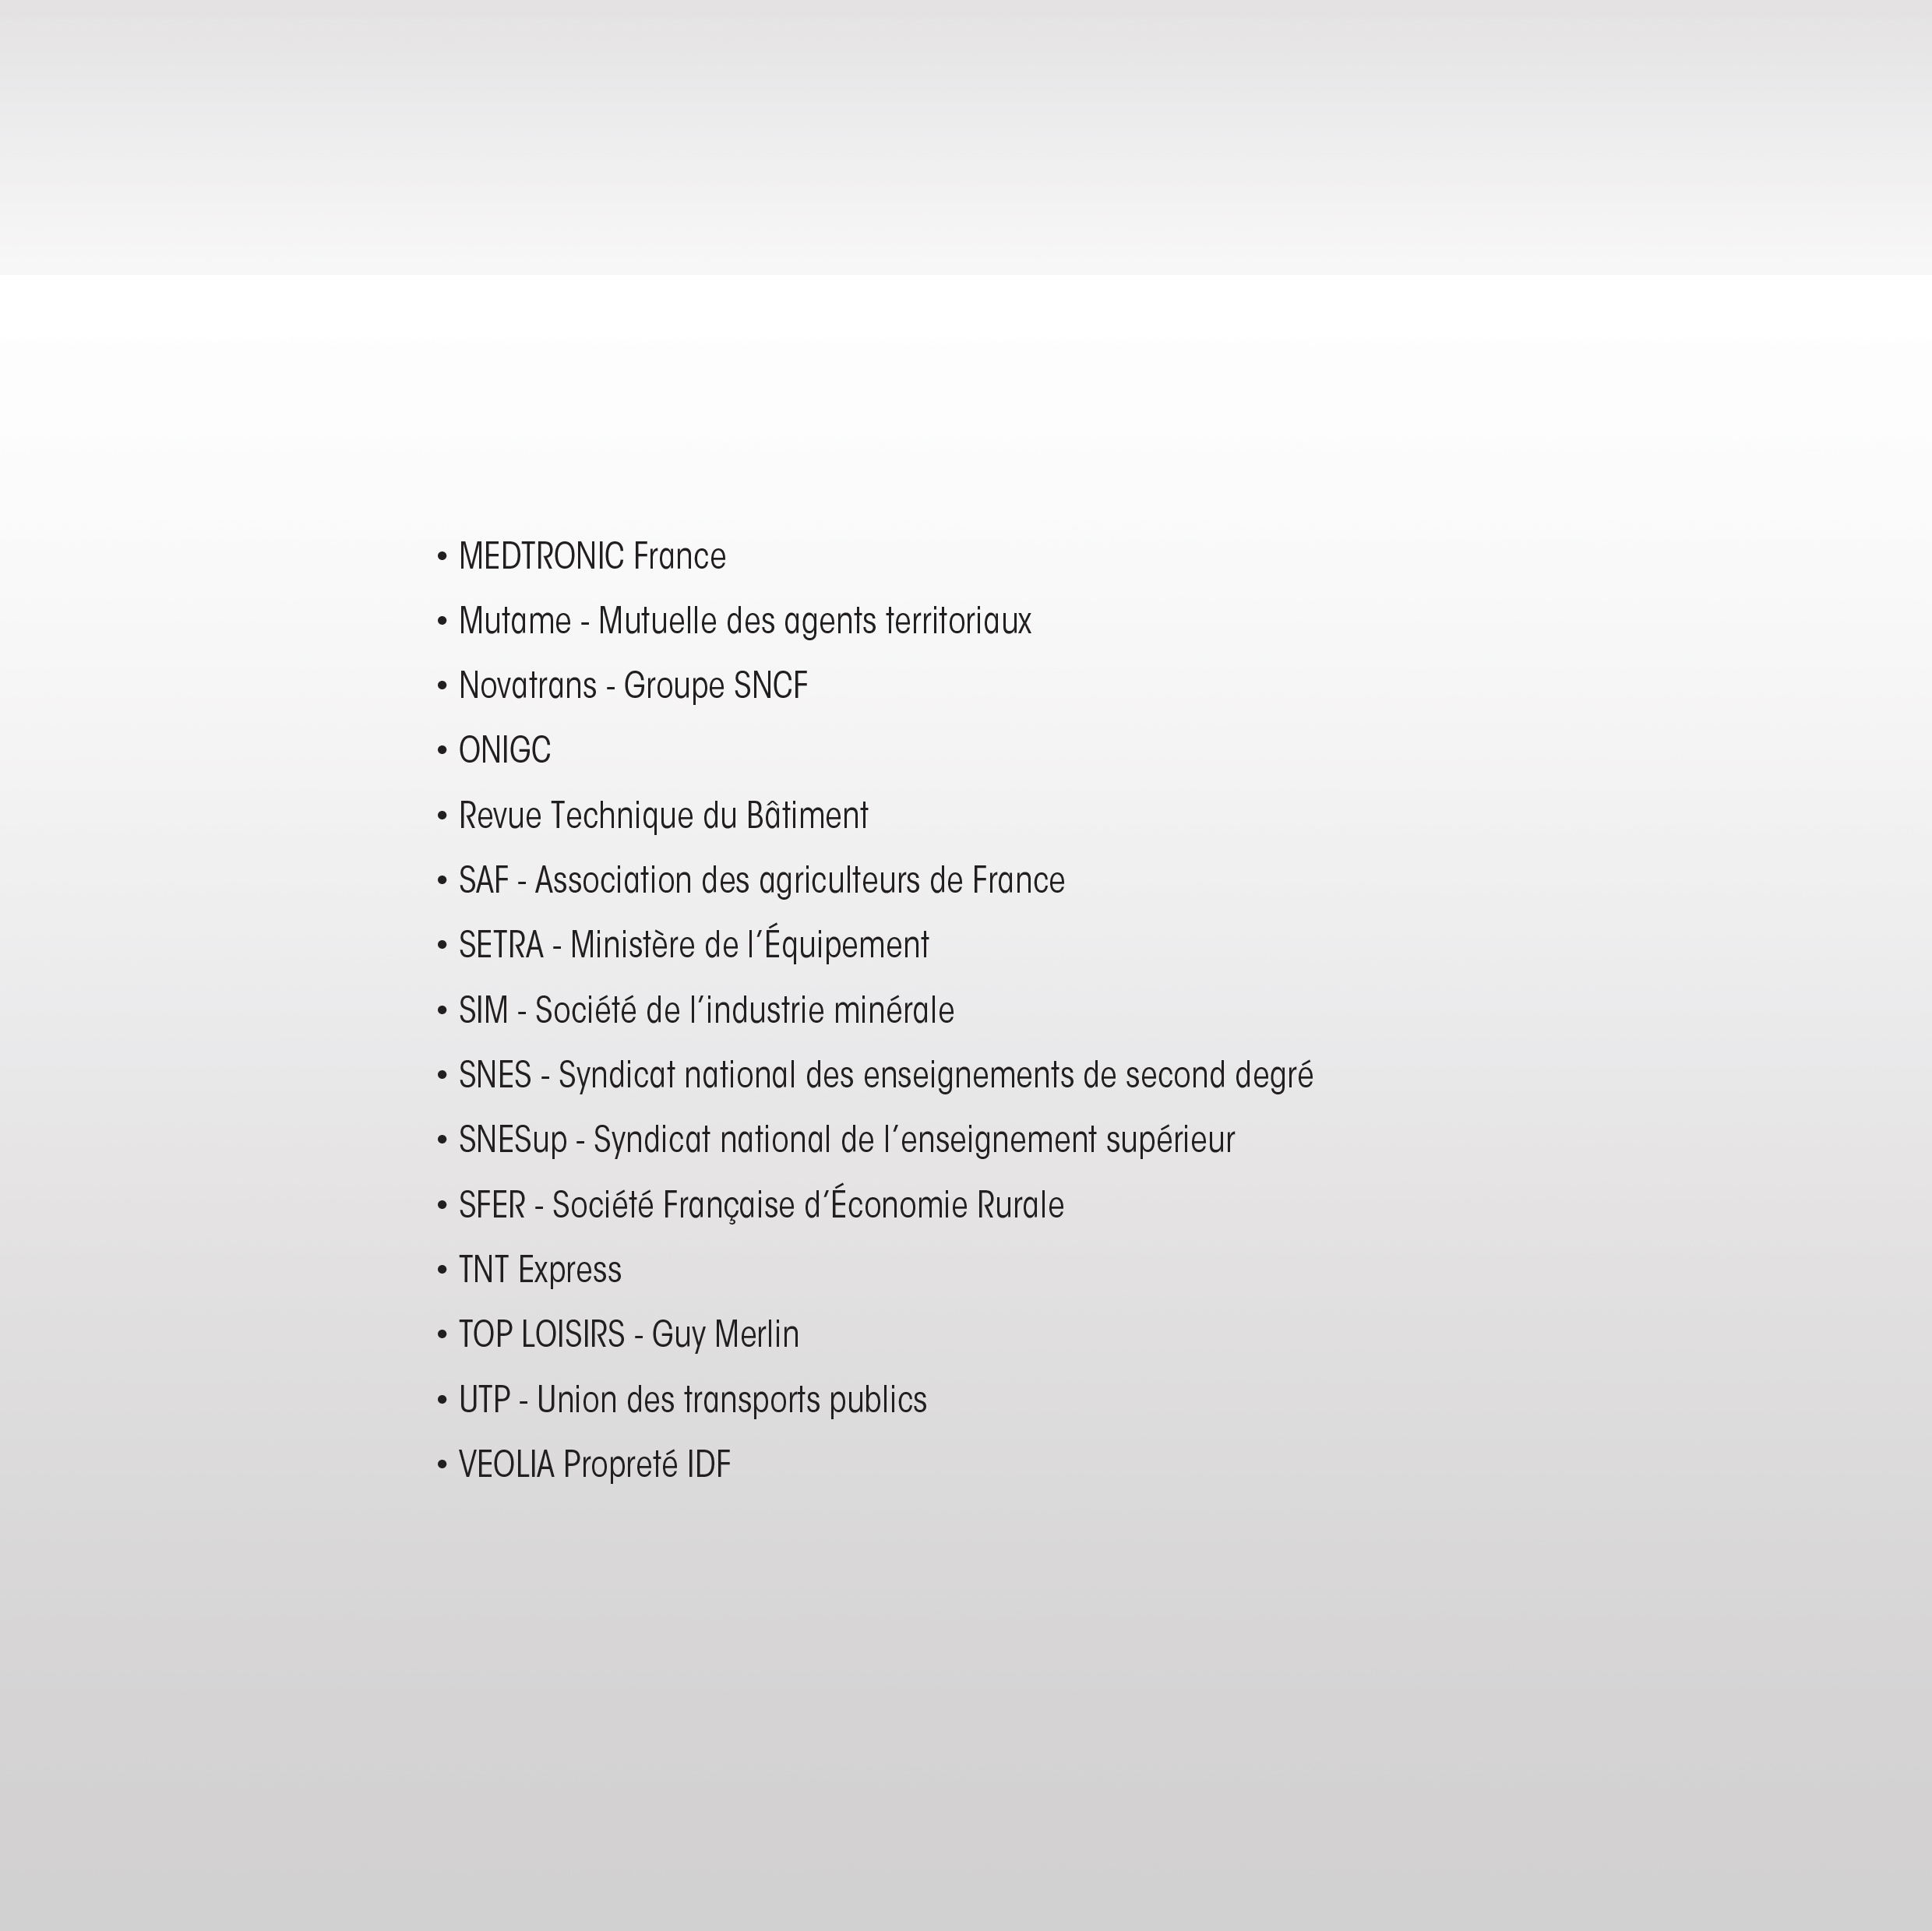 • MEDTRONIC France
• Mutame - Mutuelle des agents territoriaux
• Novatrans - Groupe SNCF
• ONIGC
• Revue Technique du Bâtiment
• SAF - Association des agriculteurs de France
• SETRA - Ministère de l’Équipement
• SIM - Société de l’industrie minérale
• SNES - Syndicat national des enseignements de second degré
• SNESup - Syndicat national de l’enseignement supérieur
• SFER - Société Française d’Économie Rurale
• TNT Express
• TOP LOISIRS - Guy Merlin
• UTP - Union des transports publics
• VEOLIA Propreté IDF